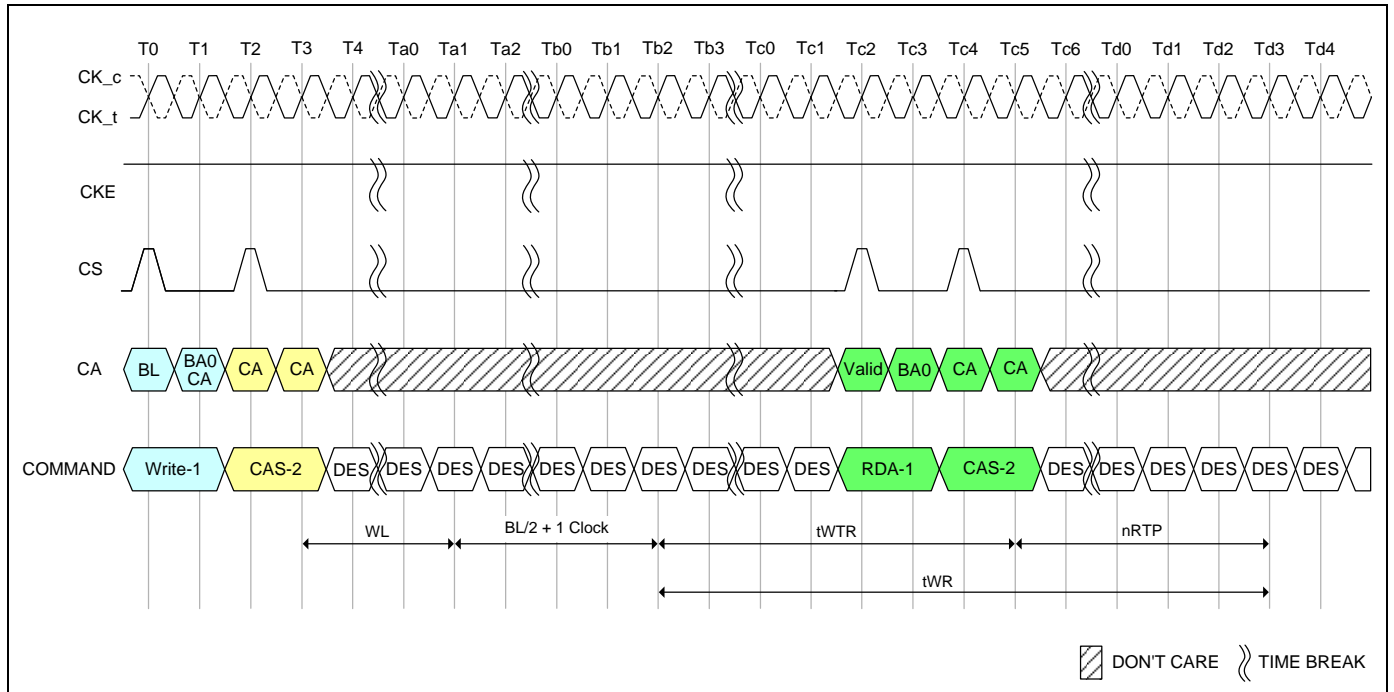 T0 T1 T2 T3 T4 Ta0 Ta1 Ta2 Tb0 Tb1 Tb2 Tb3 Tc0 Tc1 Tc2 Tc3 Tc4 Tc5 Tc6 Td0 Td1 Td2 Td3 Td4
CK_c
CK_t
CKE
CS
CA BL BA0 CA CA CA Valid BA0 CA CA
COMMAND Write-1 CAS-2 DES DES DES DES DES DES DES DES DES DES RDA-1 CAS-2 DES DES DES DES DES DES
WL BL/2 + 1 Clock tWTR nRTP
tWR
DON'T CARE TIME BREAK